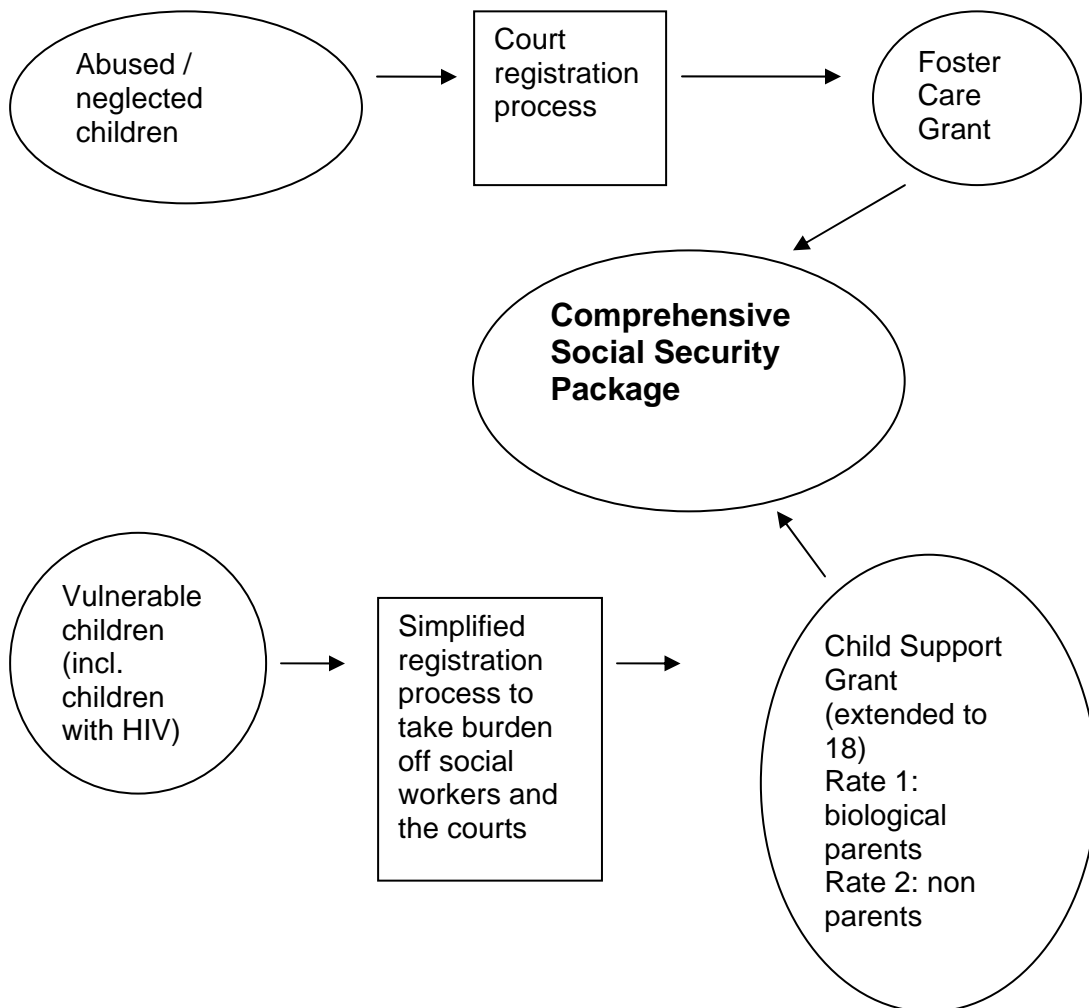 Abused /
neglected
children
Court
registration
process
Foster
Care
Grant
Comprehensive
Social Security
Package
Vulnerable
children
(incl.
children
with HIV)
Simplified
registration
process to
take burden
off social
workers and
the courts
Child Support
Grant
(extended to
18)
Rate 1:
biological
parents
Rate 2: non
parents